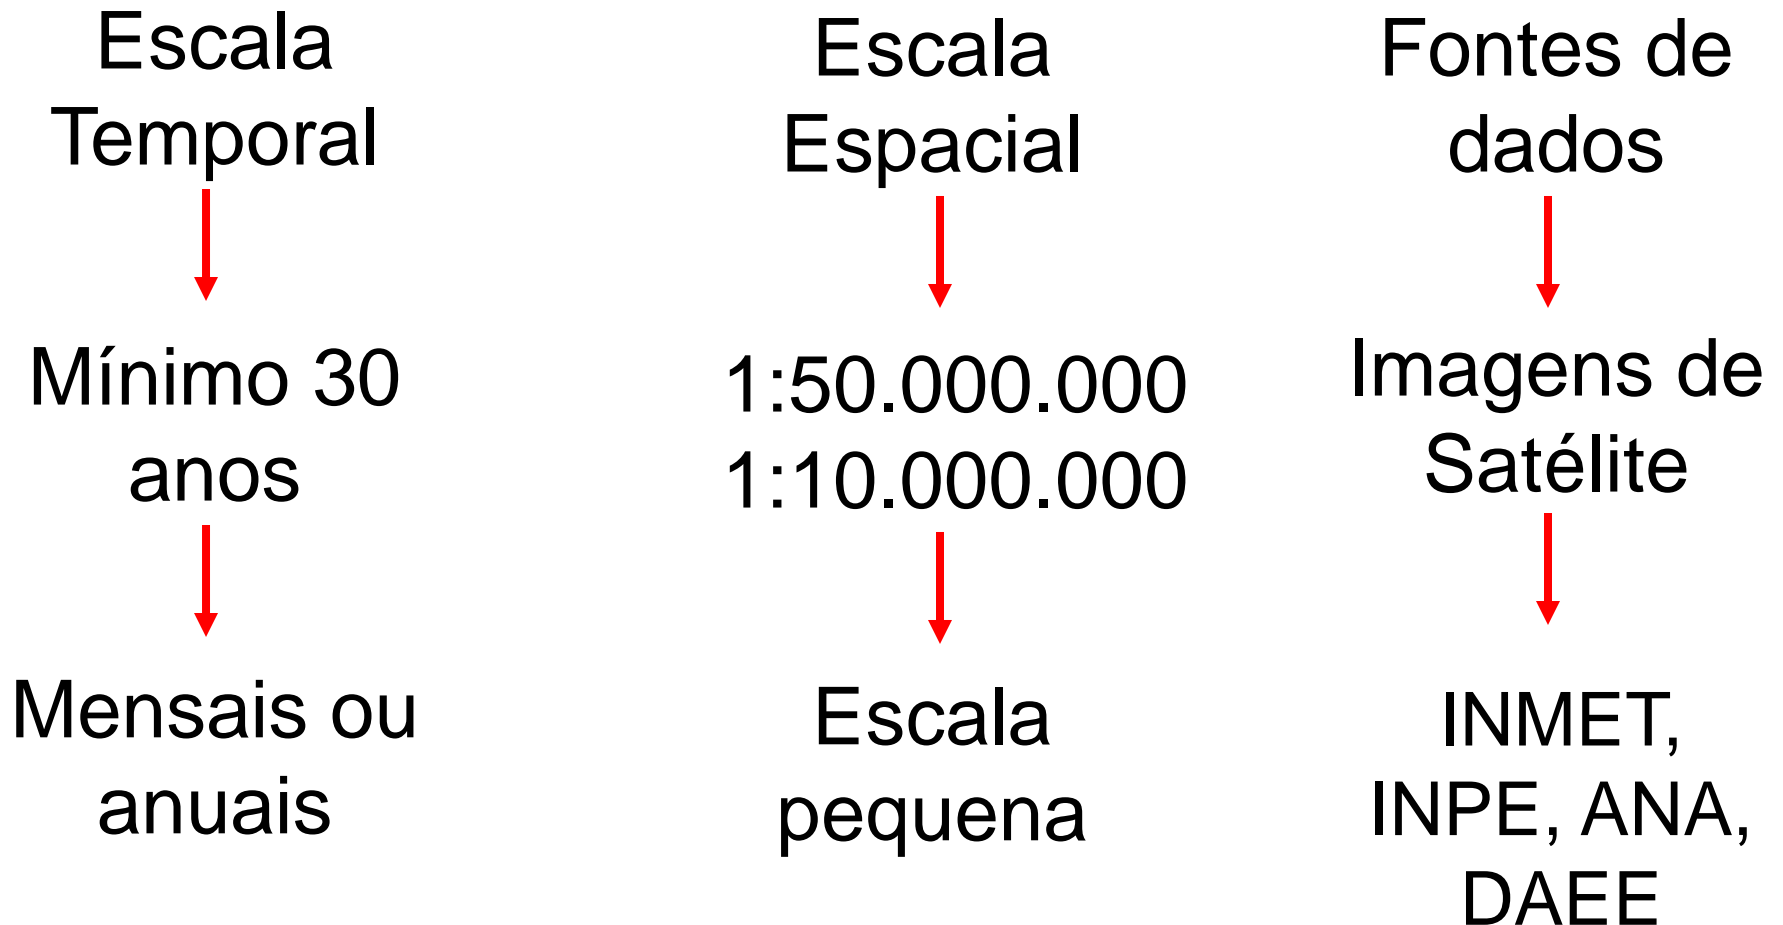 Escala
Temporal
Mínimo 30
anos
Mensais ou
anuais
Escala
Espacial
1:50.000.000
1:10.000.000
Escala
pequena
Fontes de
dados
Imagens de
Satélite
INMET,
INPE, ANA,
DAEE